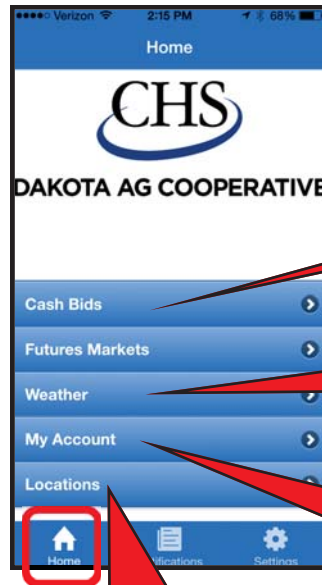 Verizon 2:15 PM 68%
Home
CHS
DAKOTA AG COOPERATIVE
Cash Bids
Futures Markets
Weather
My Account
Locations
Home ifications Settings